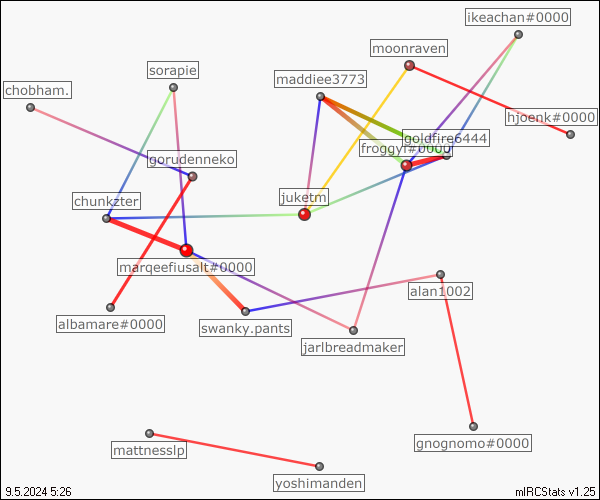 ikeachan#0000
moonraven
sorapie
maddiee3773
chobham.
hjoenk#0000
goldfire6444
froggyf#0000
gorudenneko
juketm
chunkzter
marqeefiusalt#0000
alan1002
albamare#0000
swanky.pants
jarlbreadmaker
gnognomo#0000
mattnesslp
yoshimanden
9.5.2024 5:26
mIRCStats v1.25